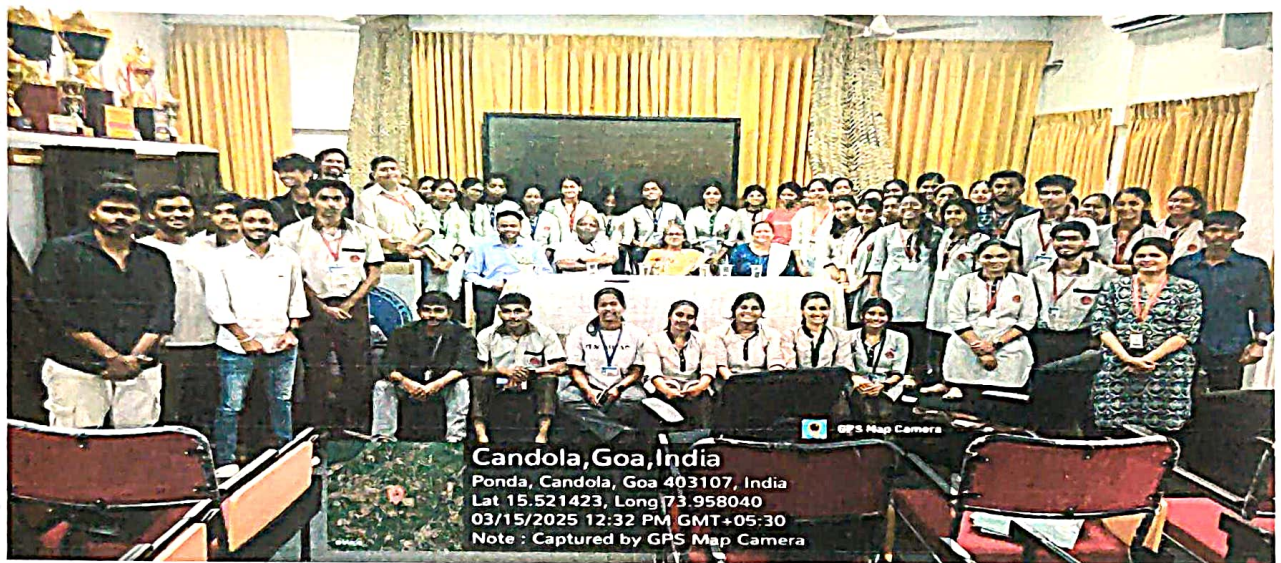 GPS Map Camera
Candola,Goa,India
Ponda, Candola, Goa 403107, India
Lat 15.521423, Long 73.958040
03/15/2025 12:32 PM GMT+05:30
Note : Captured by GPS Map Camera